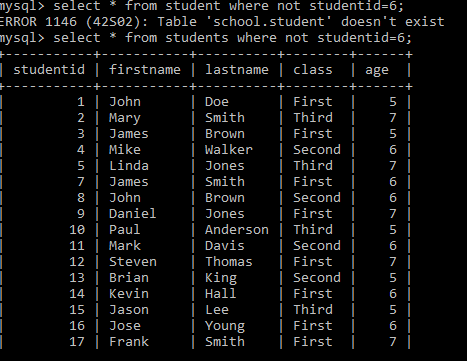 mysql> select * from student where not studentid=6;
ERROR 1146 (42S02): Table 'school.student' doesn't exist
mysql> select * from students where not studentid=6;
+-----------+-----------+----------+--------+------+
| studentid | firstname | lastname | class  | age  |
+-----------+-----------+----------+--------+------+
|         1 | John      | Doe      | First  |    5 |
|         2 | Mary      | Smith    | Third  |    7 |
|         3 | James     | Brown    | First  |    5 |
|         4 | Mike      | Walker   | Second |    6 |
|         5 | Linda     | Jones    | Third  |    7 |
|         7 | James     | Smith    | First  |    6 |
|         8 | John      | Brown    | Second |    6 |
|         9 | Daniel    | Jones    | First  |    7 |
|        10 | Paul      | Anderson | Third  |    5 |
|        11 | Mark      | Davis    | Second |    6 |
|        12 | Steven    | Thomas   | First  |    7 |
|        13 | Brian     | King     | Second |    5 |
|        14 | Kevin     | Hall     | First  |    6 |
|        15 | Jason     | Lee      | Third  |    5 |
|        16 | Jose      | Young    | First  |    6 |
|        17 | Frank     | Smith    | First  |    7 |